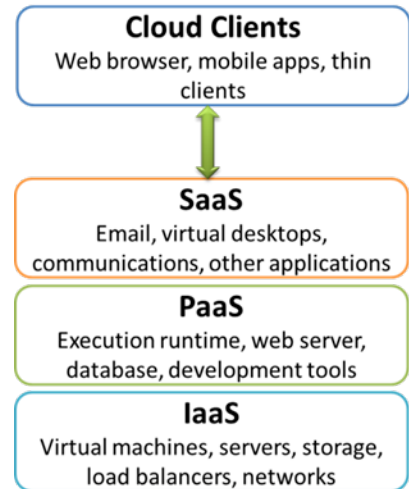 Cloud Clients
Web browser, mobile apps, thin
clients
SaaS
Email, virtual desktops,
communications, other applications
PaaS
Execution runtime, web server,
database, development tools
IaaS
Virtual machines, servers, storage,
load balancers, networks